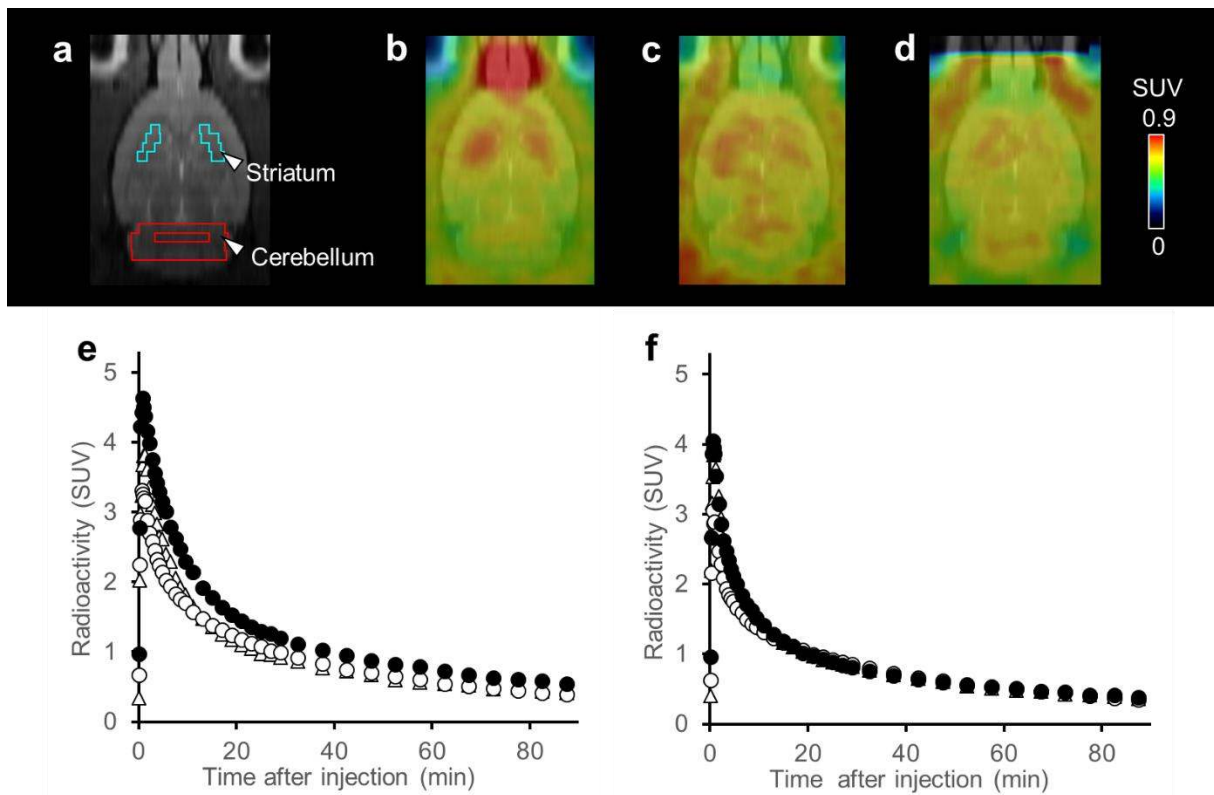 a
b
c
d
SUV
0.9
0
Striatum
Cerebellum
e
5
4
3
2
1
0
0 20 40 60 80
Radioactivity (SUV)
Time after injection (min)
f
5
4
3
2
1
0
0 20 40 60 80
Radioactivity (SUV)
Time after injection (min)